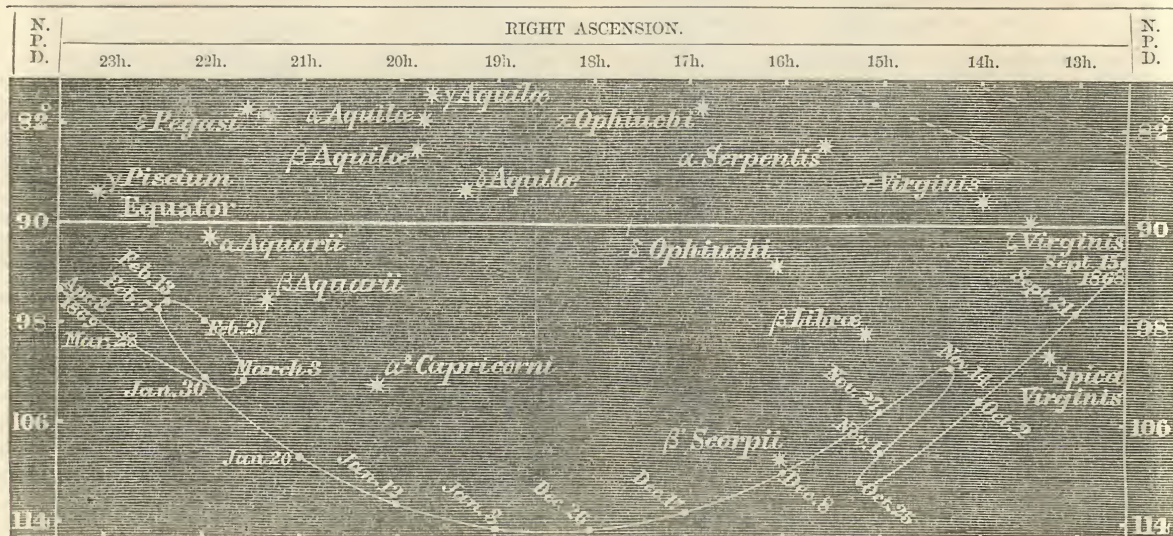 N. P. D.
RIGHT ASCENSION.
N. P. D.
23h. 22h. 21h. 20h. 19h. 18h. 17h. 16h. 15h. 14h. 13h.
γ Aquilæ
82°
ε Pegasi
α Aquilæ
κ Ophiuchi
82°
β Aquilæ
α Serpentis
γ Piscium
δ Aquilæ
τ Virginis
Equator
90
90
α Aquarii
δ Ophiuchi
ζ Virginis
Feb. 13
Sept. 15
1868
Feb. 7
β Aquarii
Sept. 21
1869
98
Feb. 21
β Libræ
98
Mar. 28
March 3
α² Capricorni
Nov. 14
Spica
Jan. 30
Nov. 27
Virginis
106
Oct. 2
106
β¹ Scorpii
Jan. 20
Dec. 8
Oct. 25
Jan. 12
Jan. 3
Dec. 26
Dec. 17
114
114